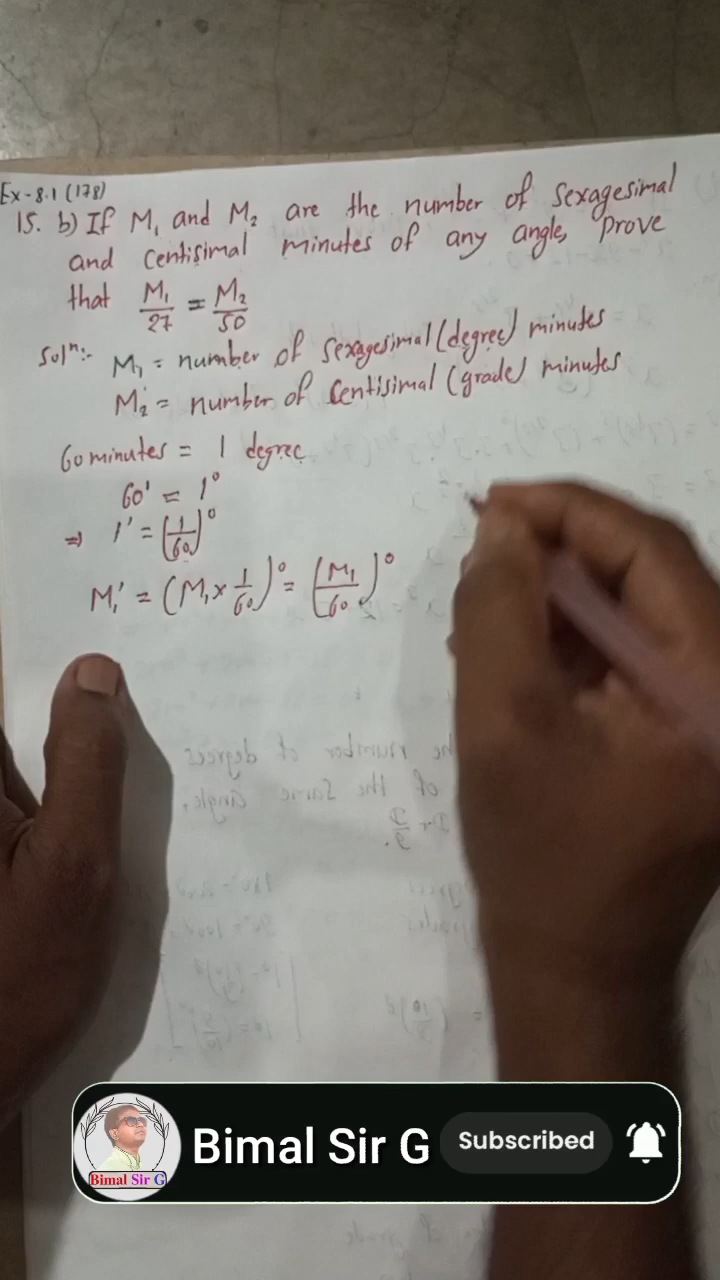 Ex-8.1 (178)
15. b) If M₁ and M₂ are the number of sexagesimal
and centisimal minutes of any angle, prove
that M₁/27 = M₂/50
Solⁿ:- M₁ = number of sexagesimal (degree) minutes
M₂ = number of centisimal (grade) minutes
60 minutes = 1 degree
60' = 1°
⇒ 1' = (1/60)°
M₁' = (M₁ × 1/60)° = (M₁/60)°
Bimal Sir G
Subscribed
Bimal Sir G